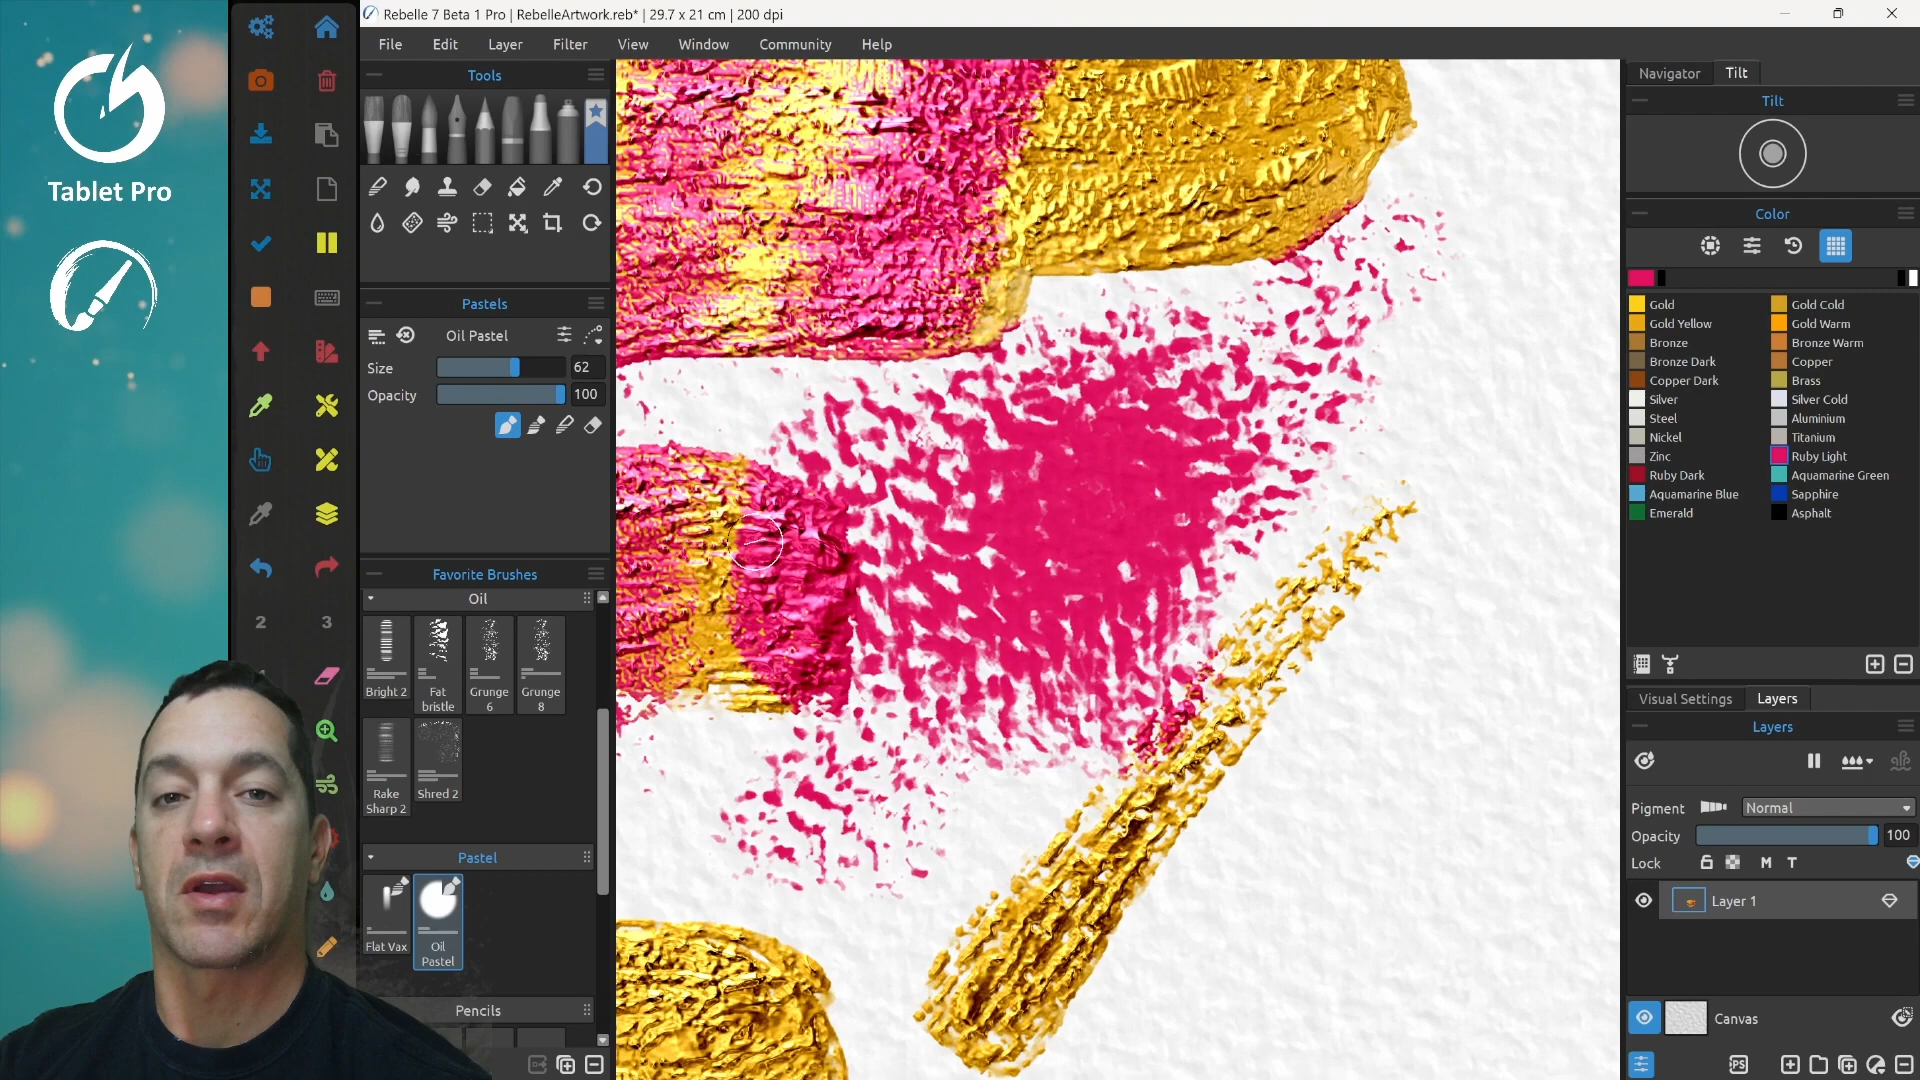 Rebelle 7 Beta 1 Pro | RebelleArtwork.reb* | 29.7 x 21 cm | 200 dpi
File Edit Layer Filter View Window Community Help
Tablet Pro
2 3
Tools
Pastels
Oil Pastel
Size 62
Opacity 100
Favorite Brushes
Oil
Bright 2
Fat bristle
Grunge 6
Grunge 8
Rake Sharp 2
Shred 2
Pastel
Flat Vax
Oil Pastel
Pencils
Navigator Tilt
Tilt
Color
Gold Gold Cold
Gold Yellow Gold Warm
Bronze Bronze Warm
Bronze Dark Copper
Copper Dark Brass
Silver Silver Cold
Steel Aluminium
Nickel Titanium
Zinc Ruby Light
Ruby Dark Aquamarine Green
Aquamarine Blue Sapphire
Emerald Asphalt
Visual Settings Layers
Layers
Pigment Normal
Opacity 100
Lock M T
Layer 1
Canvas
PS